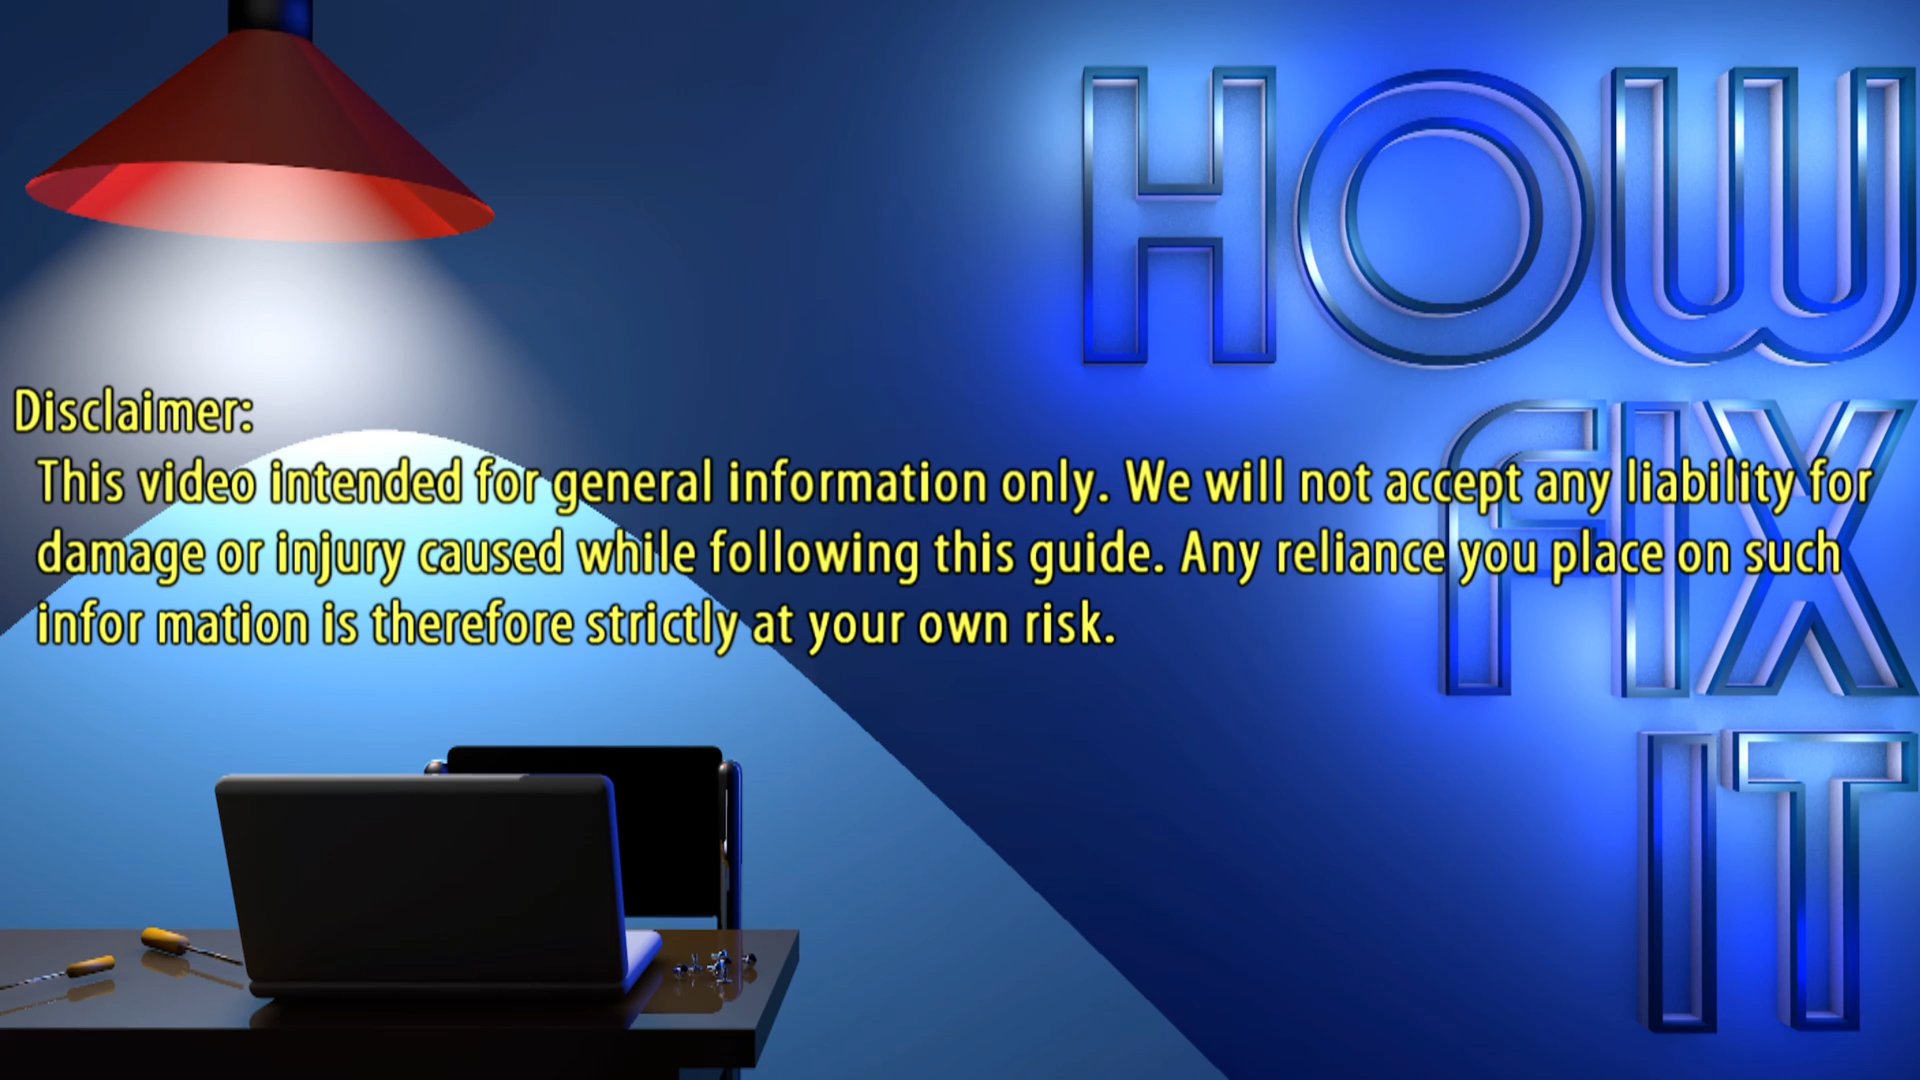 HOW
FIX
IT
Disclaimer:
This video intended for general information only. We will not accept any liability for
damage or injury caused while following this guide. Any reliance you place on such
infor mation is therefore strictly at your own risk.